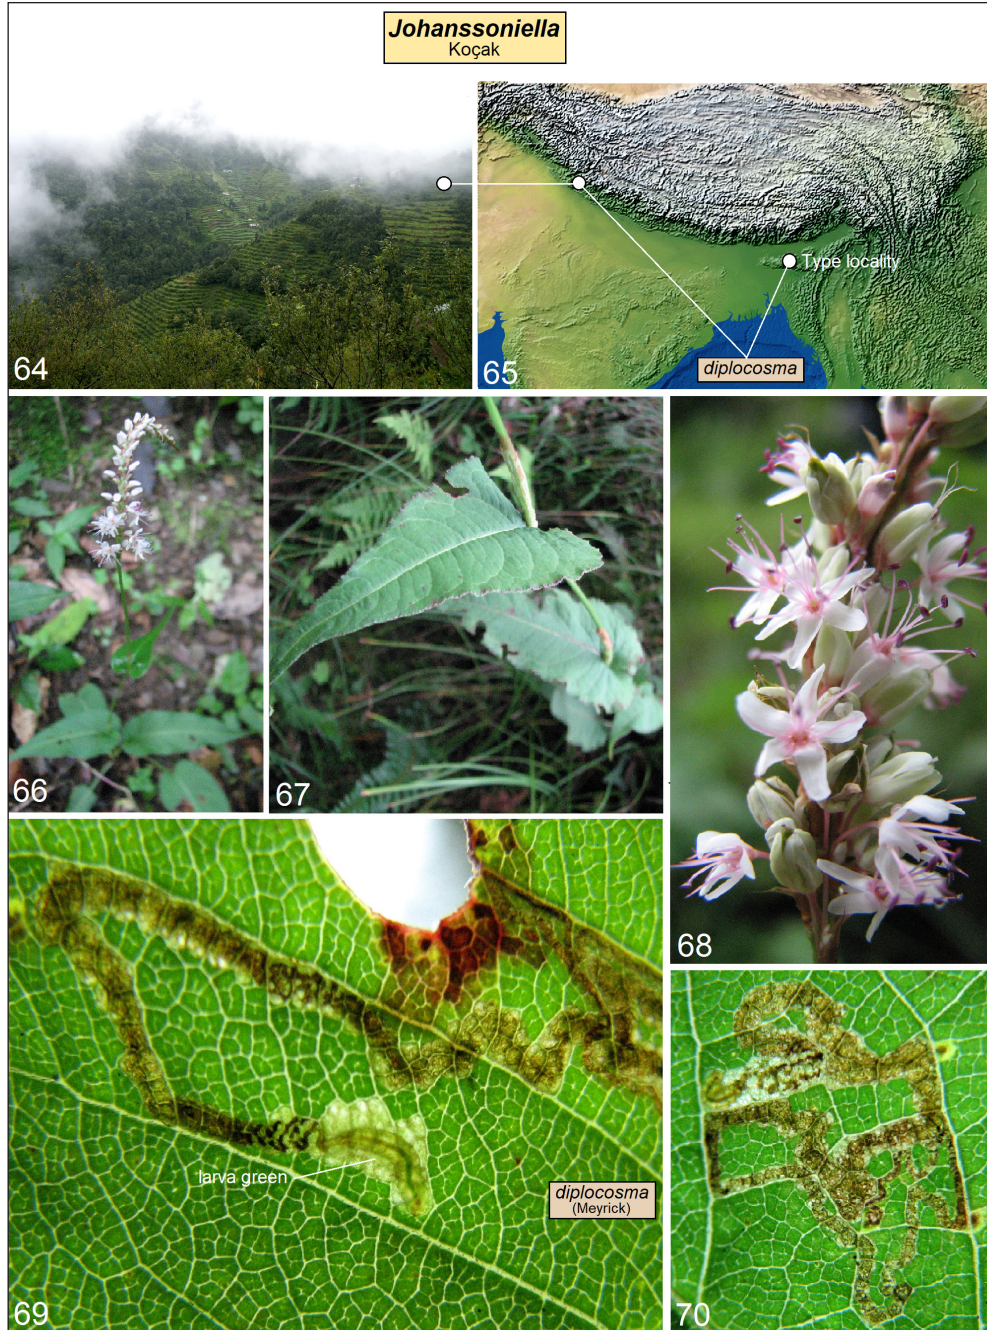 Johanssoniella
Koçak
64
Type locality
diplocosma
65
66
67
68
larva green
diplocosma
(Meyrick)
69
70